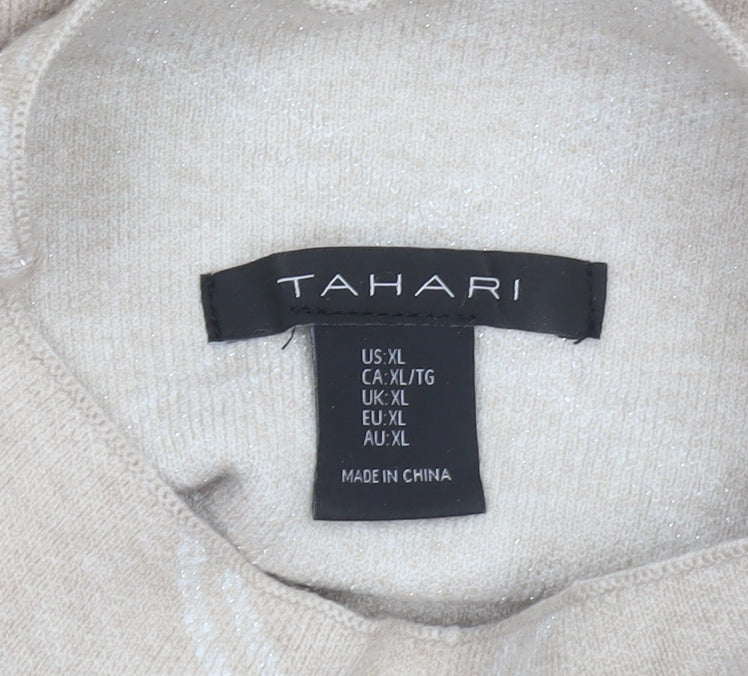 TAHARI
US:XL
CA:XL/TG
UK:XL
EU:XL
AU:XL
MADE IN CHINA